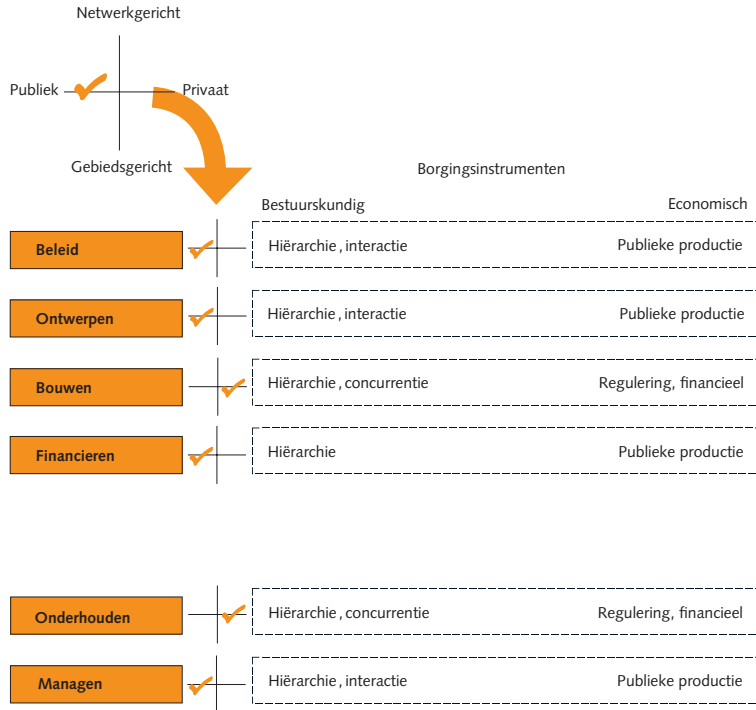 Netwerkgericht
Publiek Privaat
Gebiedsgericht
Borgingsinstrumenten
Bestuurskundig Economisch
Beleid Hiërarchie, interactie Publieke productie
Ontwerpen Hiërarchie, interactie Publieke productie
Bouwen Hiërarchie, concurrentie Regulering, financieel
Financieren Hiërarchie Publieke productie
Onderhouden Hiërarchie, concurrentie Regulering, financieel
Managen Hiërarchie, interactie Publieke productie